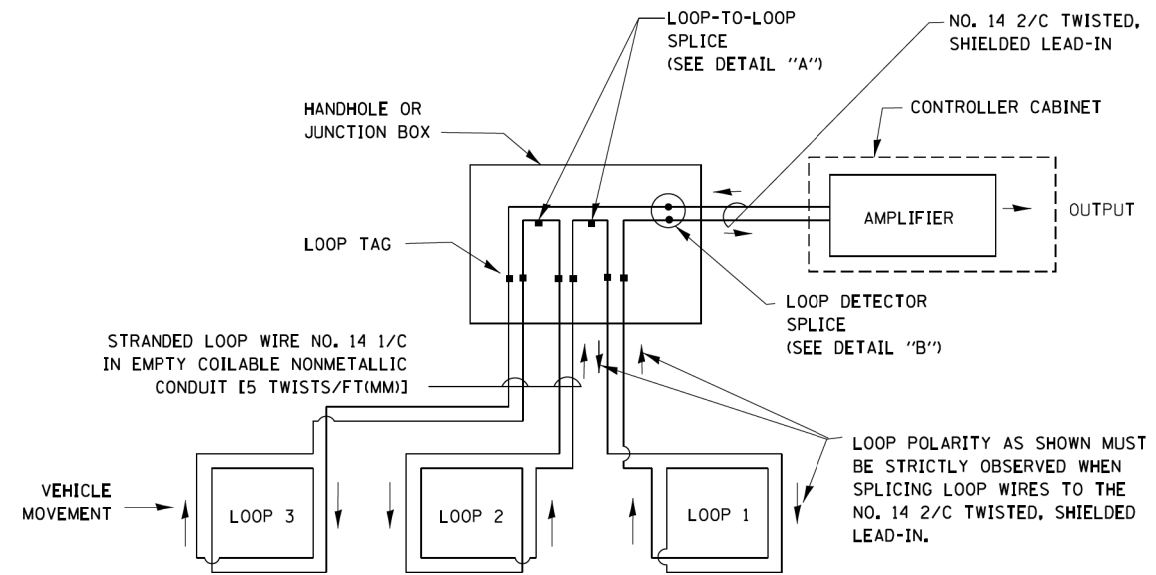 LOOP-TO-LOOP
SPLICE
(SEE DETAIL "A")
NO. 14 2/C TWISTED,
SHIELDED LEAD-IN
HANDHOLE OR
JUNCTION BOX
CONTROLLER CABINET
AMPLIFIER
OUTPUT
LOOP TAG
LOOP DETECTOR
SPLICE
(SEE DETAIL "B")
STRANDED LOOP WIRE NO. 14 1/C
IN EMPTY COILABLE NONMETALLIC
CONDUIT [5 TWISTS/FT(MM)]
LOOP POLARITY AS SHOWN MUST
BE STRICTLY OBSERVED WHEN
SPLICING LOOP WIRES TO THE
NO. 14 2/C TWISTED, SHIELDED
LEAD-IN.
VEHICLE
MOVEMENT
LOOP 3
LOOP 2
LOOP 1